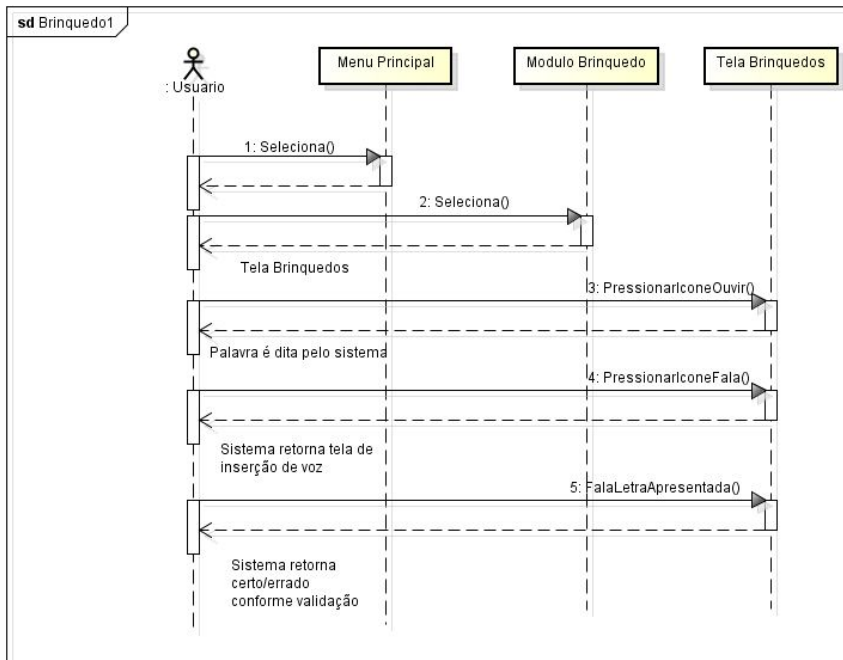 sd Brinquedo1
: Usuario
Menu Principal
Modulo Brinquedo
Tela Brinquedos
1: Seleciona()
2: Seleciona()
Tela Brinquedos
3: PressionarIconeOuvir()
Palavra é dita pelo sistema
4: PressionarIconeFala()
Sistema retorna tela de
inserção de voz
5: FalaLetraApresentada()
Sistema retorna
certo/errado
conforme validação